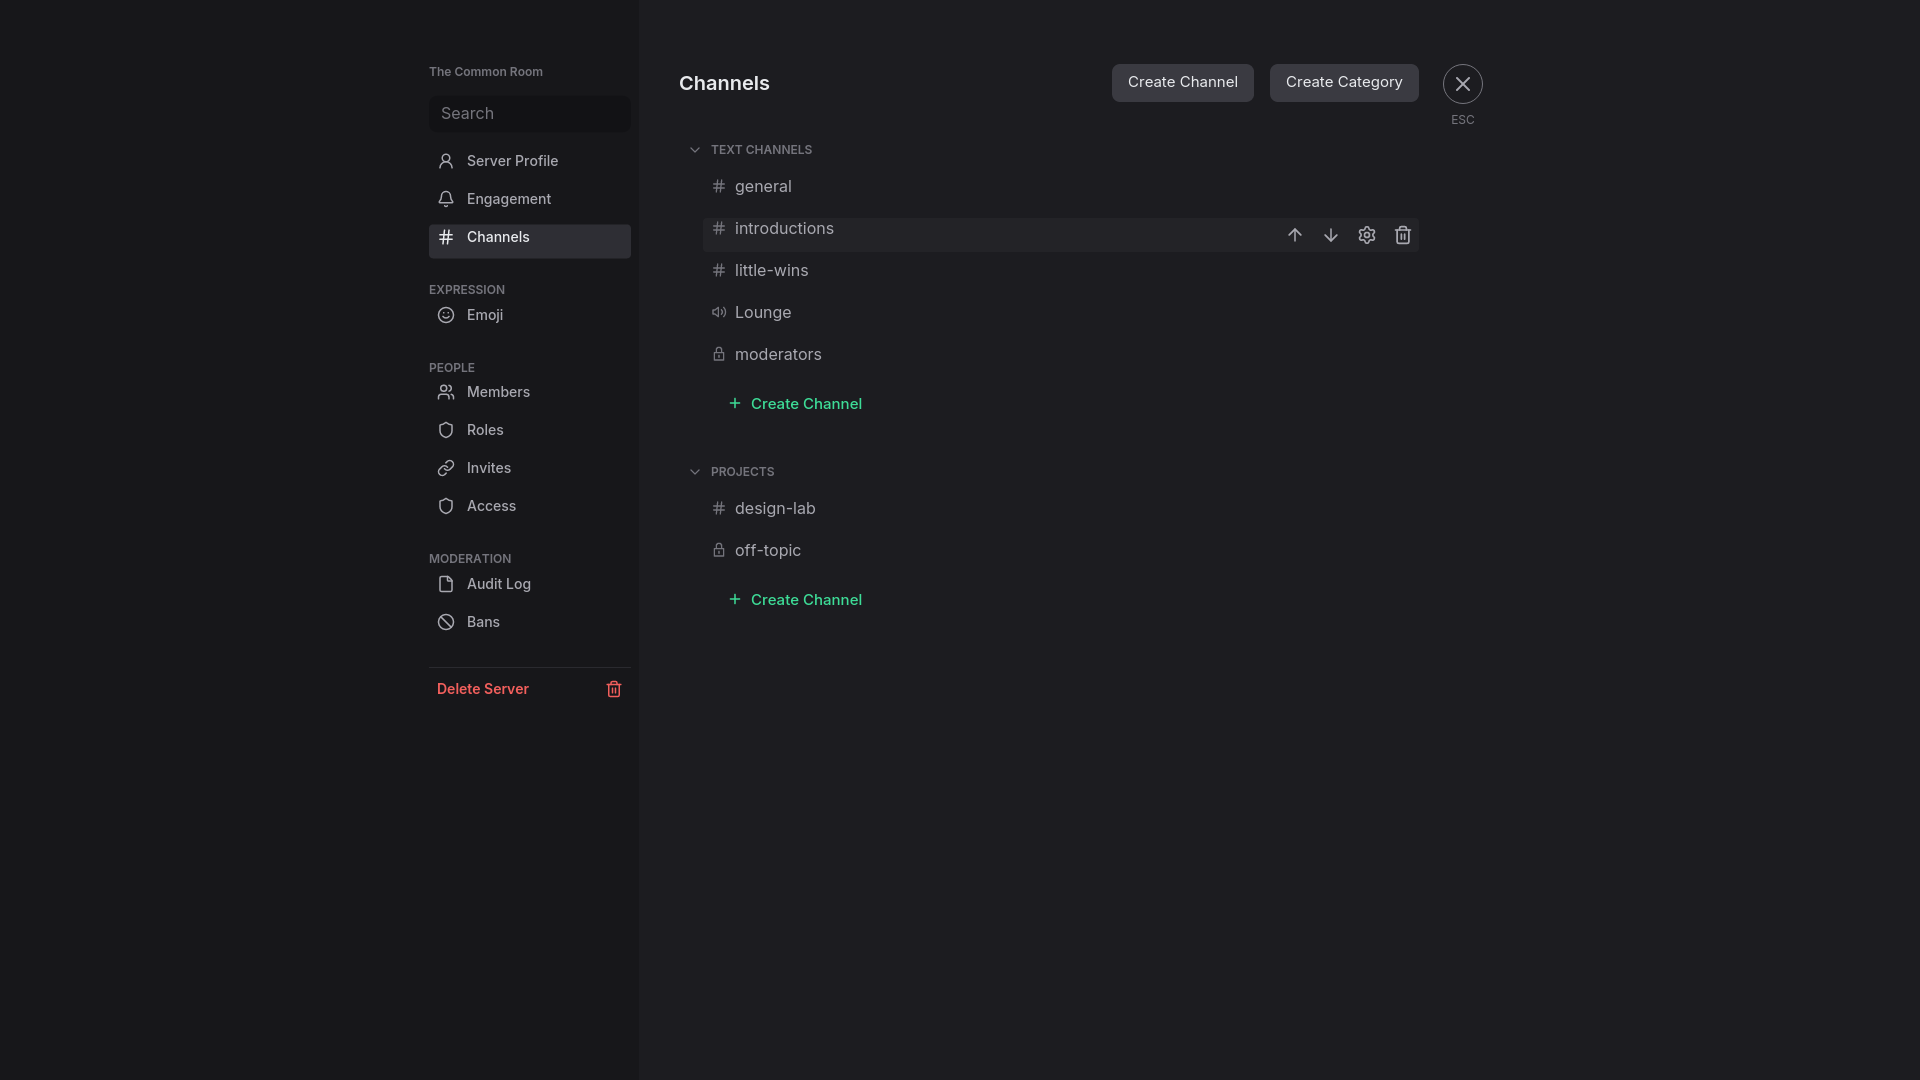 The Common Room
Search
Server Profile
Engagement
Channels
EXPRESSION
Emoji
PEOPLE
Members
Roles
Invites
Access
MODERATION
Audit Log
Bans
Delete Server
Channels
Create Channel
Create Category
ESC
TEXT CHANNELS
general
introductions
little-wins
Lounge
moderators
Create Channel
PROJECTS
design-lab
off-topic
Create Channel